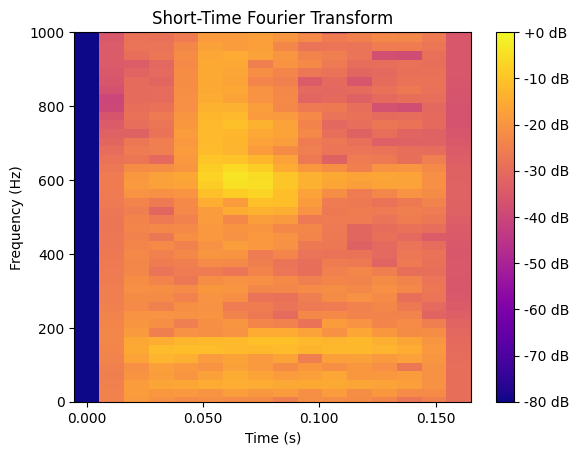 Short-Time Fourier Transform
Frequency (Hz)
1000
800
600
400
200
0
0.000
0.050
0.100
0.150
Time (s)
+0 dB
-10 dB
-20 dB
-30 dB
-40 dB
-50 dB
-60 dB
-70 dB
-80 dB